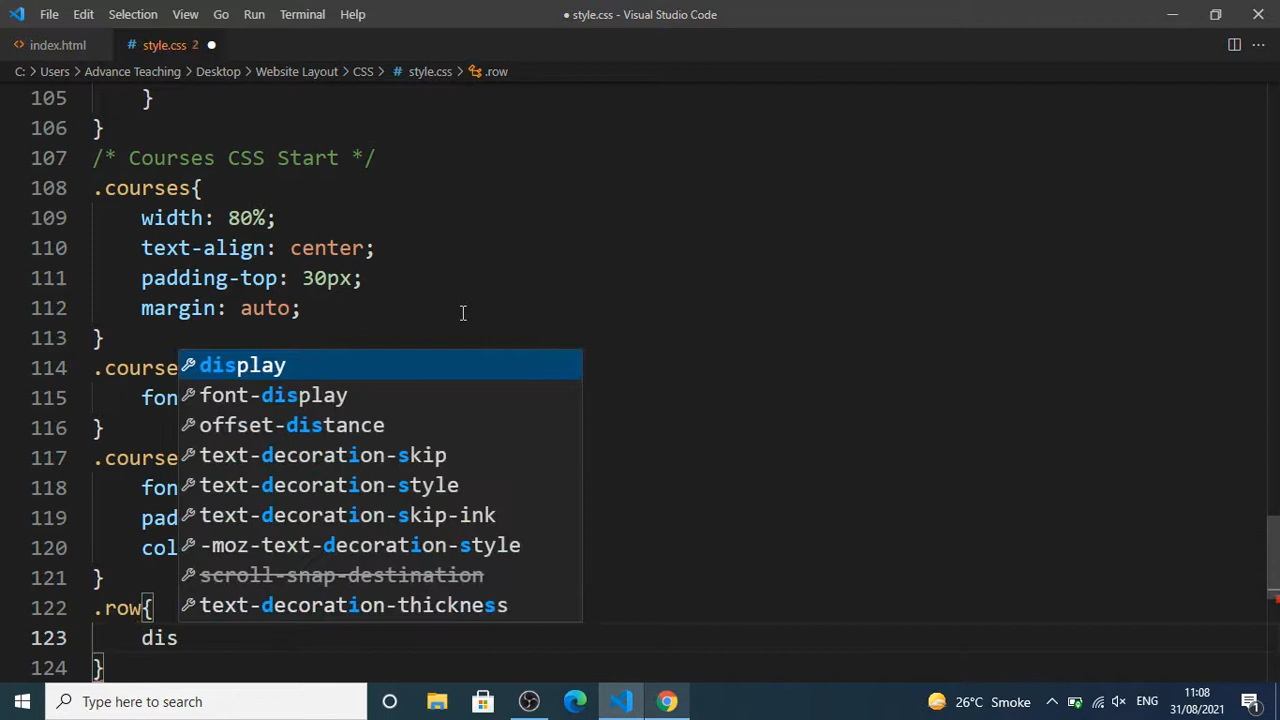 File Edit Selection View Go Run Terminal Help ● style.css - Visual Studio Code
<> index.html # style.css 2 ●
C: > Users > Advance Teaching > Desktop > Website Layout > CSS > # style.css > .row
105 }
106 }
107 /* Courses CSS Start */
108 .courses{
109 width: 80%;
110 text-align: center;
111 padding-top: 30px;
112 margin: auto;
113 }
114 .course
display
font-display
115 fon
offset-distance
116 }
117 .course
text-decoration-skip
118 fon
text-decoration-style
119 pad
text-decoration-skip-ink
120 col
-moz-text-decoration-style
121 }
scroll-snap-destination
122 .row{
text-decoration-thickness
123 dis
124 }
Type here to search 26°C Smoke ENG 11:08
31/08/2021 1